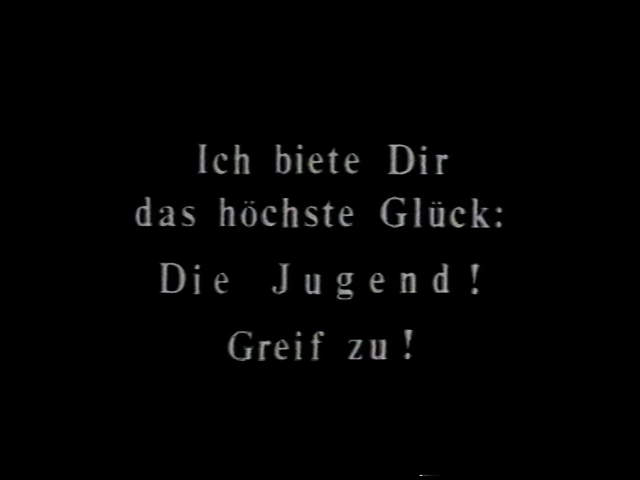 Ich biete Dir
das höchste Glück:
Die Jugend!
Greif zu!